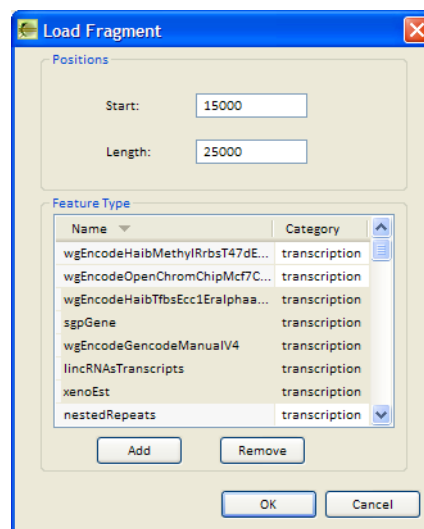 Load Fragment
Positions
Start: 15000
Length: 25000
Feature Type
Name Category
wgEncodeHaibMethylRrbsT47dE... transcription
wgEncodeOpenChromChipMcf7C... transcription
wgEncodeHaibTfbsEcc1Eralphaa... transcription
sgpGene transcription
wgEncodeGencodeManualV4 transcription
lincRNAsTranscripts transcription
xenoEst transcription
nestedRepeats transcription
Add Remove
OK Cancel